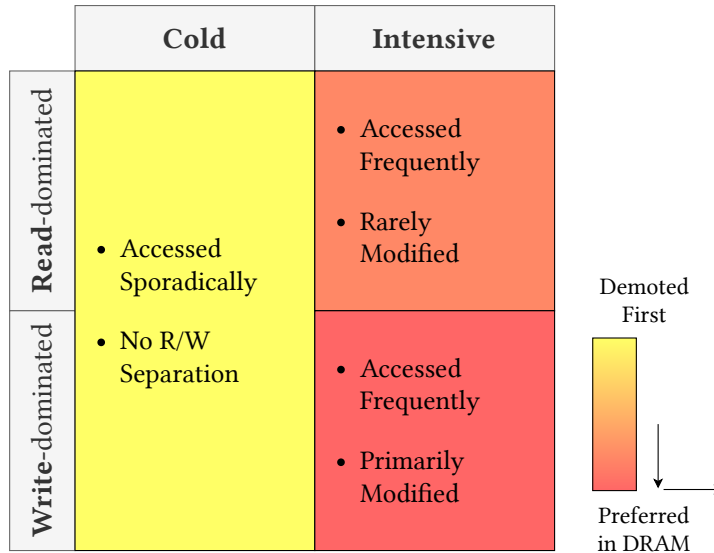 Cold
Intensive
Read-dominated
Write-dominated
• Accessed
Sporadically
• No R/W
Separation
• Accessed
Frequently
• Rarely
Modified
• Accessed
Frequently
• Primarily
Modified
Demoted
First
Preferred
in DRAM